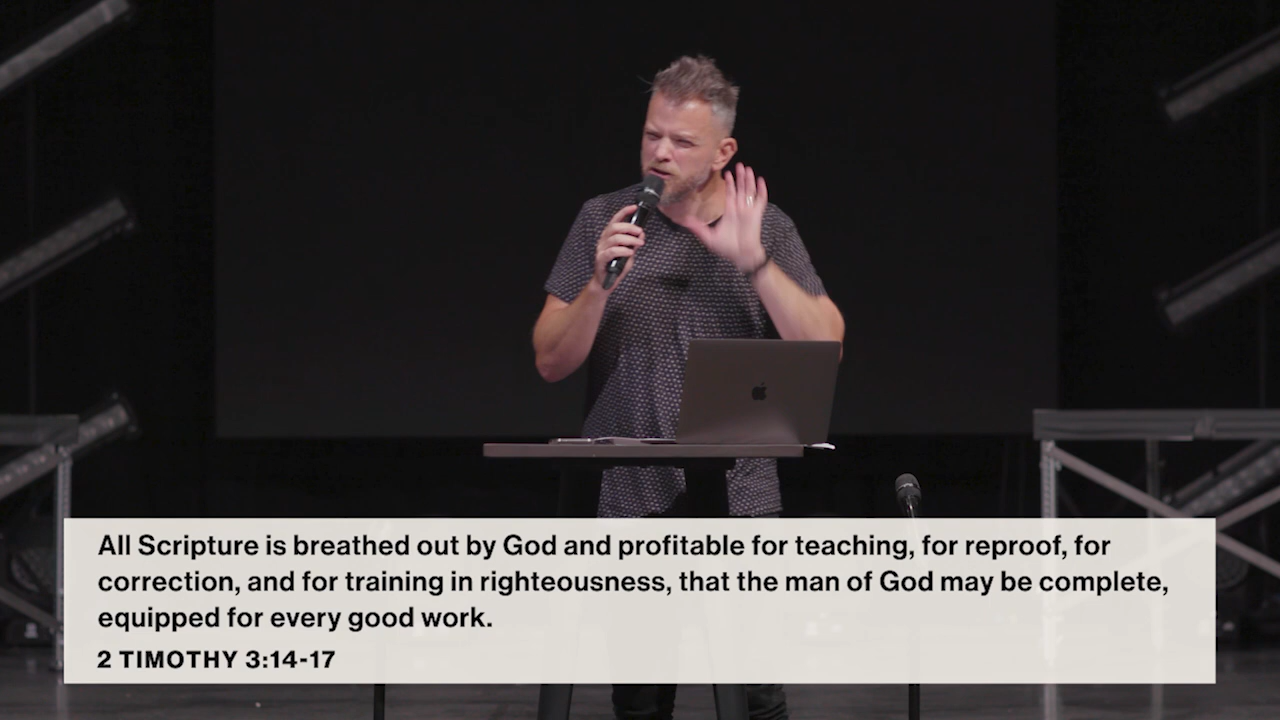 All Scripture is breathed out by God and profitable for teaching, for reproof, for
correction, and for training in righteousness, that the man of God may be complete,
equipped for every good work.
2 TIMOTHY 3:14-17